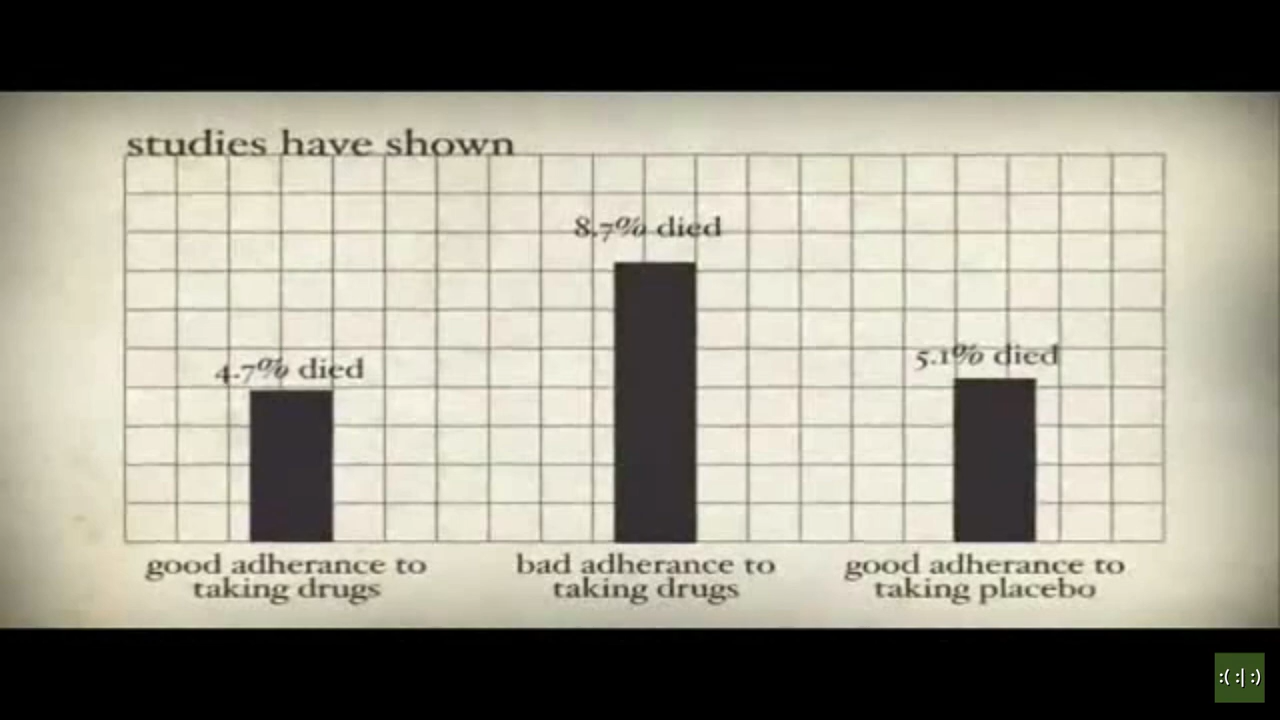 studies have shown
8.7% died
5.1% died
4.7% died
good adherance to
taking drugs
bad adherance to
taking drugs
good adherance to
taking placebo
:( :| :)